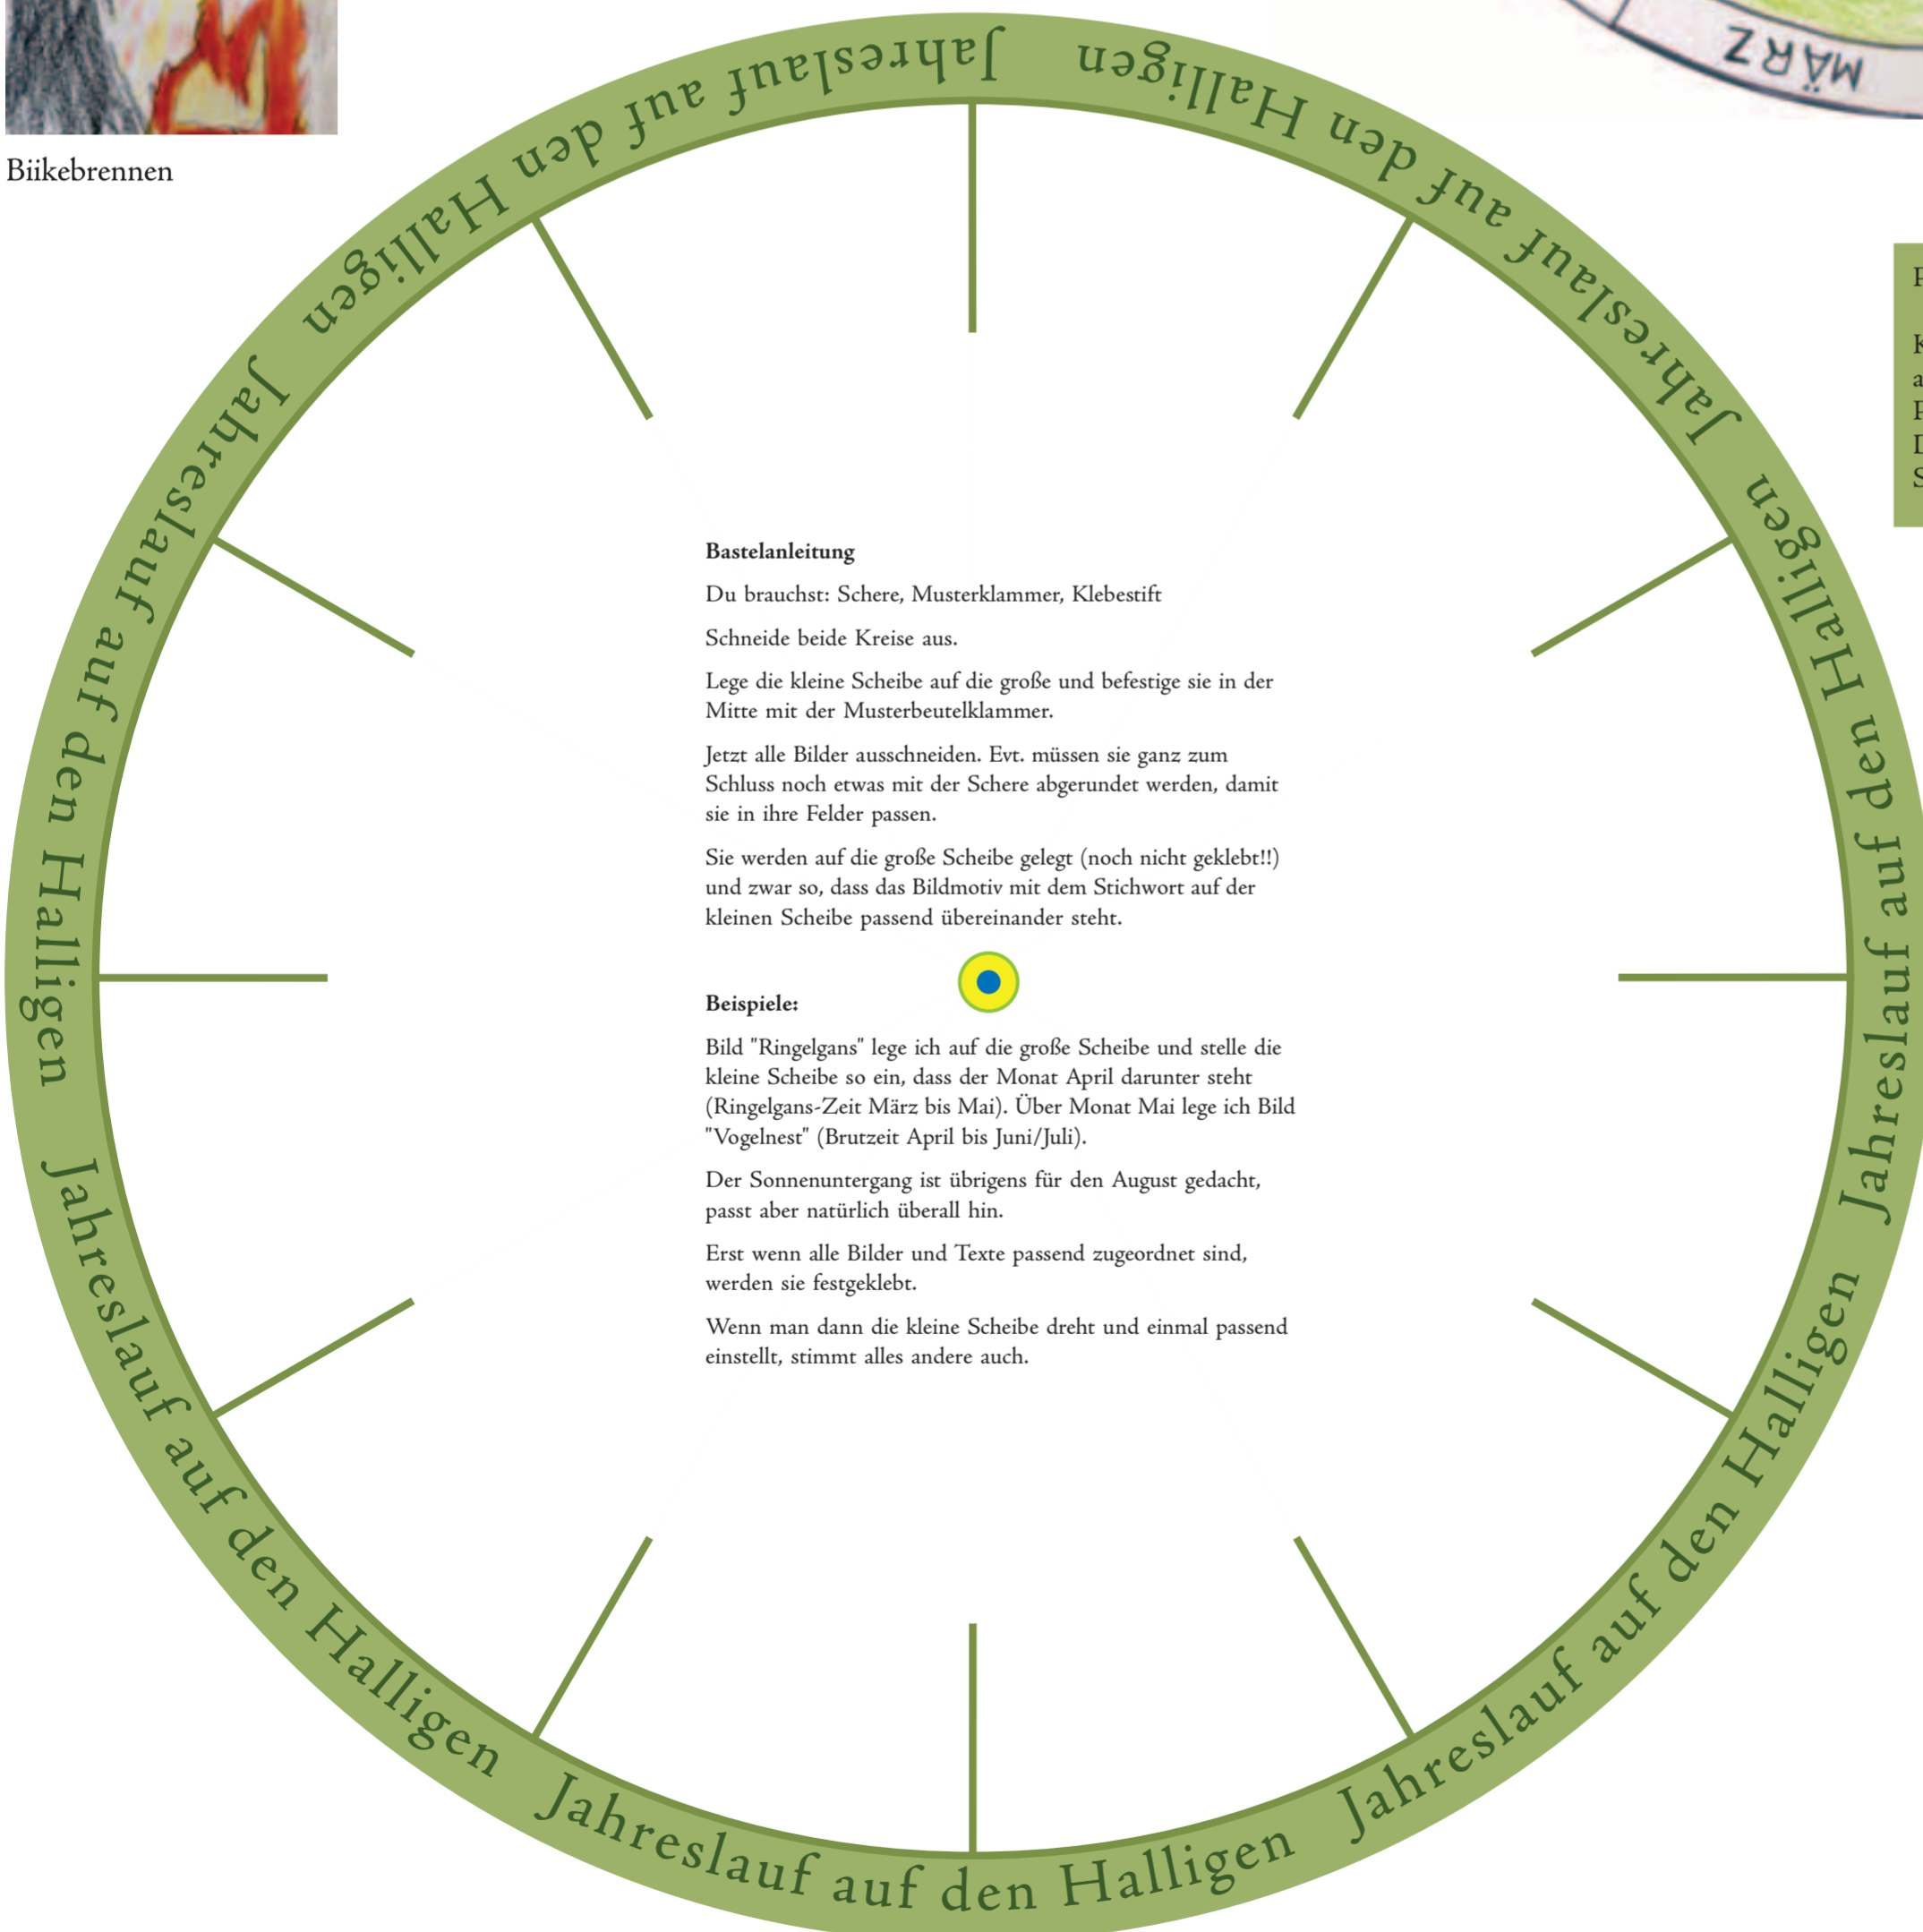 MÄRZ
Biikebrennen
Jahreslauf auf den Halligen
Jahreslauf auf den Halligen
Jahreslauf auf den Halligen
Jahreslauf auf den Halligen
Jahreslauf auf den Halligen
Jahreslauf auf den Halligen
Jahreslauf auf den Halligen
Bastelanleitung
Du brauchst: Schere, Musterklammer, Klebestift
Schneide beide Kreise aus.
Lege die kleine Scheibe auf die große und befestige sie in der
Mitte mit der Musterbeutelklammer.
Jetzt alle Bilder ausschneiden. Evt. müssen sie ganz zum
Schluss noch etwas mit der Schere abgerundet werden, damit
sie in ihre Felder passen.
Sie werden auf die große Scheibe gelegt (noch nicht geklebt!!)
und zwar so, dass das Bildmotiv mit dem Stichwort auf der
kleinen Scheibe passend übereinander steht.
Beispiele:
Bild "Ringelgans" lege ich auf die große Scheibe und stelle die
kleine Scheibe so ein, dass der Monat April darunter steht
(Ringelgans-Zeit März bis Mai). Über Monat Mai lege ich Bild
"Vogelnest" (Brutzeit April bis Juni/Juli).
Der Sonnenuntergang ist übrigens für den August gedacht,
passt aber natürlich überall hin.
Erst wenn alle Bilder und Texte passend zugeordnet sind,
werden sie festgeklebt.
Wenn man dann die kleine Scheibe dreht und einmal passend
einstellt, stimmt alles andere auch.